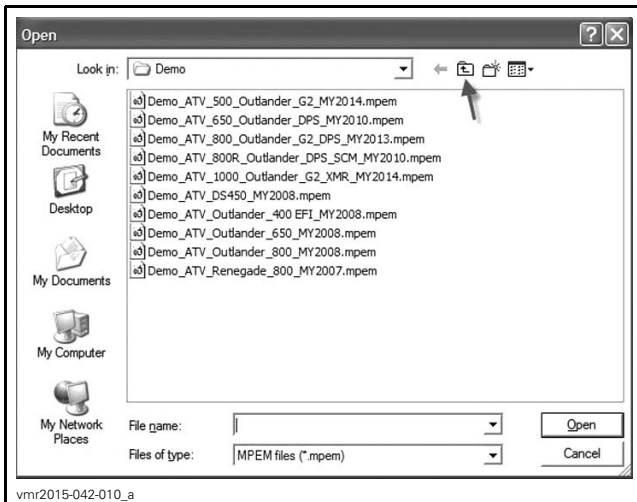 Open
Look in:
Demo
Demo_ATV_500_Outlander_G2_MY2014.mpem
Demo_ATV_650_Outlander_DPS_MY2010.mpem
Demo_ATV_800_Outlander_G2_DPS_MY2013.mpem
Demo_ATV_800R_Outlander_DPS_SCM_MY2010.mpem
Demo_ATV_1000_Outlander_G2_XMR_MY2014.mpem
Demo_ATV_DS450_MY2008.mpem
Demo_ATV_Outlander_400 EFI_MY2008.mpem
Demo_ATV_Outlander_650_MY2008.mpem
Demo_ATV_Outlander_800_MY2008.mpem
Demo_ATV_Renegade_800_MY2007.mpem
My Recent
Documents
Desktop
My Documents
My Computer
My Network
Places
File name:
Open
Files of type:
MPEM files (*.mpem)
Cancel
vmr2015-042-010_a